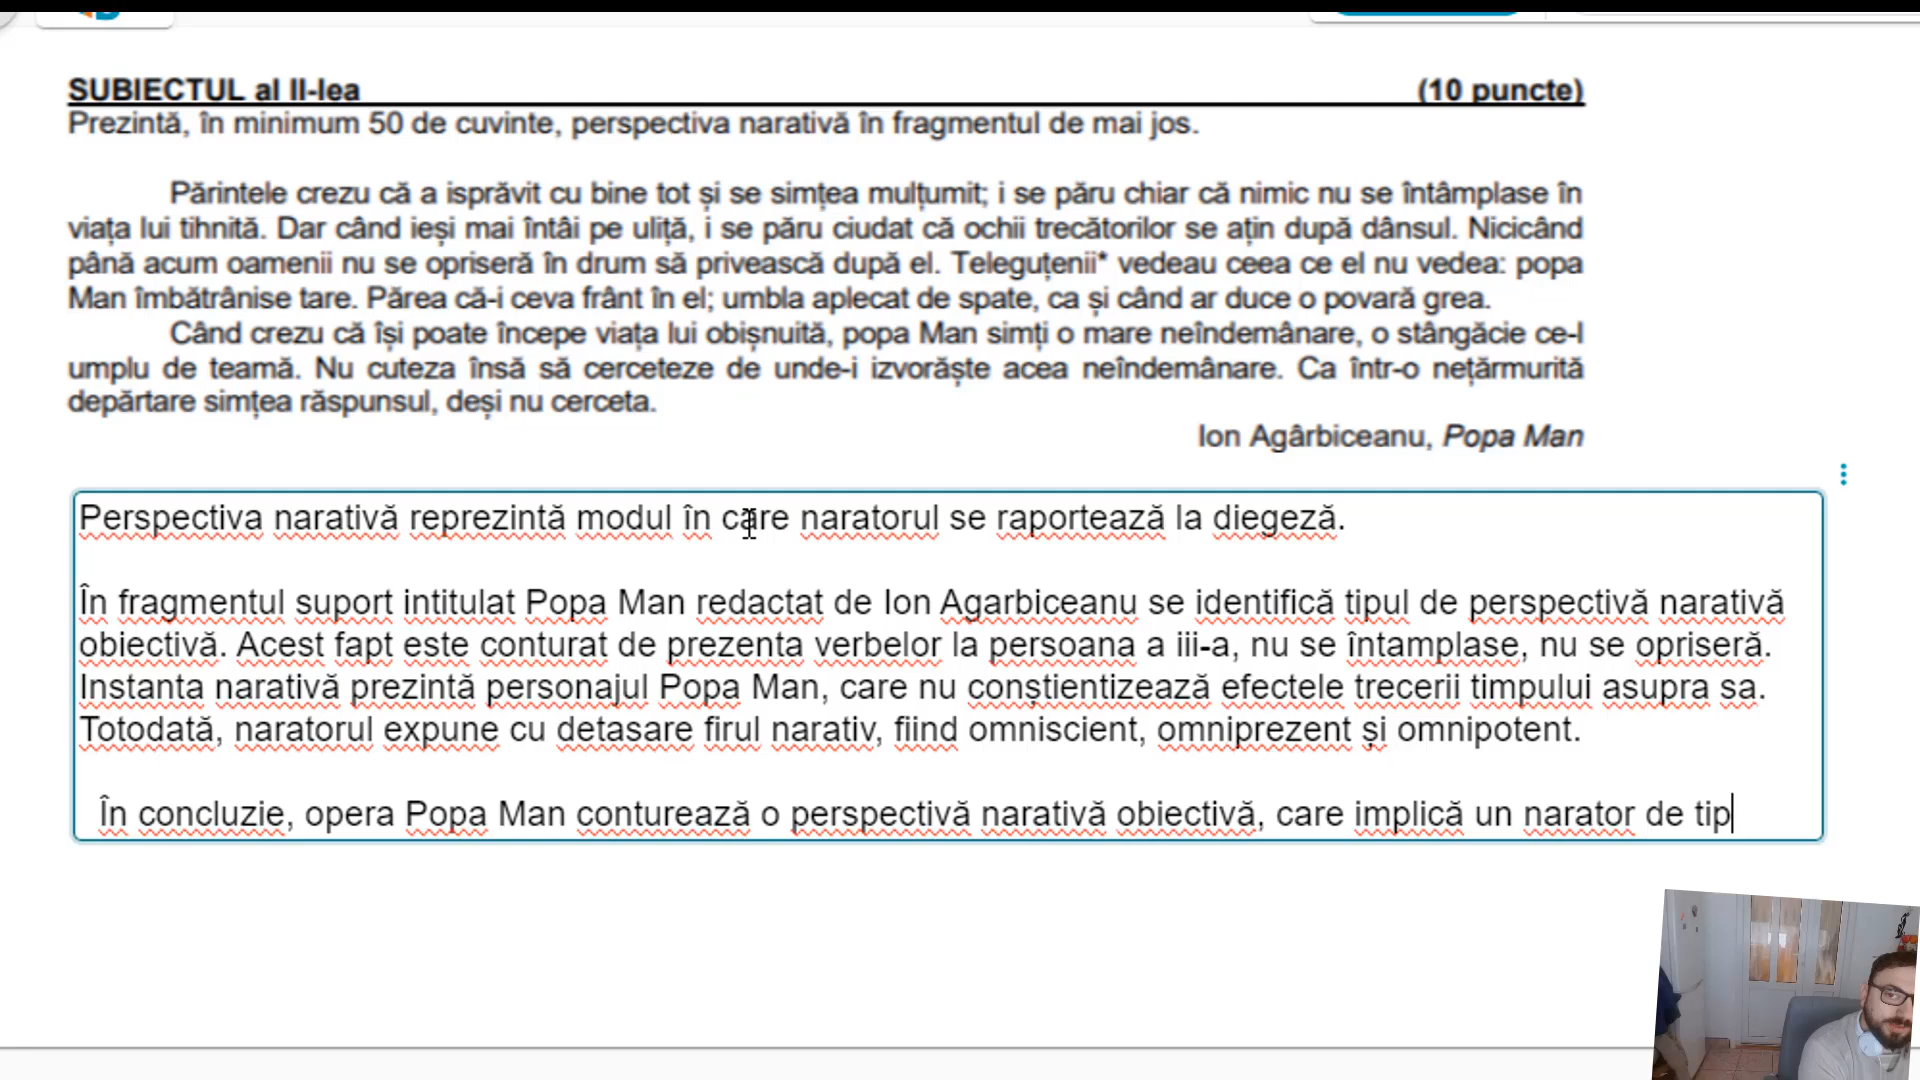 SUBIECTUL al II-lea (10 puncte)
Prezintă, în minimum 50 de cuvinte, perspectiva narativă în fragmentul de mai jos.
Părintele crezu că a isprăvit cu bine tot și se simțea mulțumit; i se păru chiar că nimic nu se întâmplase în
viața lui tihnită. Dar când ieși mai întâi pe uliță, i se păru ciudat că ochii trecătorilor se ațin după dânsul. Nicicând
până acum oamenii nu se opriseră în drum să privească după el. Teleguțenii* vedeau ceea ce el nu vedea: popa
Man îmbătrânise tare. Părea că-i ceva frânt în el; umbla aplecat de spate, ca și când ar duce o povară grea.
Când crezu că își poate începe viața lui obișnuită, popa Man simți o mare neîndemânare, o stângăcie ce-l
umplu de teamă. Nu cuteza însă să cerceteze de unde-i izvorăște acea neîndemânare. Ca într-o nețărmurită
depărtare simțea răspunsul, deși nu cerceta.
Ion Agârbiceanu, Popa Man
Perspectiva narativă reprezintă modul în care naratorul se raportează la diegeză.
În fragmentul suport intitulat Popa Man redactat de Ion Agarbiceanu se identifică tipul de perspectivă narativă
obiectivă. Acest fapt este conturat de prezenta verbelor la persoana a iii-a, nu se întamplase, nu se opriseră.
Instanta narativă prezintă personajul Popa Man, care nu conștientizează efectele trecerii timpului asupra sa.
Totodată, naratorul expune cu detasare firul narativ, fiind omniscient, omniprezent și omnipotent.
În concluzie, opera Popa Man conturează o perspectivă narativă obiectivă, care implică un narator de tip